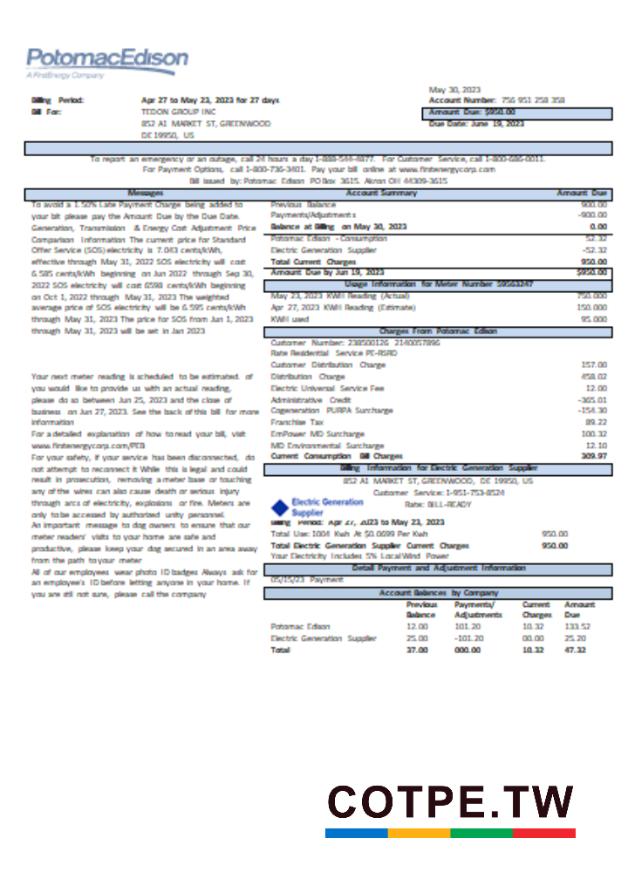 PotomacEdison
A FirstEnergy Company
May 30, 2023
Billing Period: Apr 27 to May 23, 2023 for 27 days
Account Number: 756 951 258 358
Bill For: TEDON GROUP INC
Amount Due: $950.00
852 A1 MARKET ST, GREENWOOD
Due Date: June 19, 2023
DE 19950, US
To report an emergency or an outage, call 24 hours a day 1-888-544-4877. For Customer Service, call 1-800-686-0011.
For Payment Options, call 1-800-736-3401. Pay your bill online at www.firstenergycorp.com
Bill issued by: Potomac Edison PO Box 3615. Akron OH 44309-3615
Messages
To avoid a 1.50% Late Payment Charge being added to
your bill please pay the Amount Due by the Due Date.
Generation, Transmission & Energy Cost Adjustment Price
Comparison Information The current price for Standard
Offer Service (SOS) electricity is 7.043 cents/kWh,
effective through May 31, 2022 SOS electricity will cost
6.585 cents/kWh beginning on Jun 2022 through Sep 30,
2022 SOS electricity will cost 6598 cents/kWh beginning
on Oct 1, 2022 through May 31, 2023 The weighted
average price of SOS electricity will be 6.595 cents/kWh
through May 31, 2023 The price for SOS from Jun 1, 2023
through May 31, 2023 will be set in Jan 2023
Your next meter reading is scheduled to be estimated. of
you would like to provide us with an actual reading,
please do so between Jun 25, 2023 and the close of
business on Jun 27, 2023. See the back of this bill for more
information
For a detailed explanation of how to read your bill, visit
www.firstenergycorp.com/PEB
For your safety, if your service has been disconnected, do
not attempt to reconnect it While this is legal and could
result in prosecution, removing a meter base or touching
any of the wires can also cause death or serious injury
through arcs of electricity, explosions or fire. Meters are
only to be accessed by authorized unity personnel.
An important message to dog owners to ensure that our
meter readers' visits to your home are safe and
productive, please keep your dog secured in an area away
from the path to your meter
All of our employees wear photo ID badges Always ask for
an employee's ID before letting anyone in your home. If
you are still not sure, please call the company
Account Summary Amount Due
Previous Balance 900.00
Payments/Adjustments -900.00
Balance at Billing on May 30, 2023 0.00
Potomac Edison - Consumption 52.32
Electric Generation Supplier -52.32
Total Current Charges 950.00
Amount Due by Jun 19, 2023 $950.00
Usage Information for Meter Number S9563247
May 23, 2023 KWH Reading (Actual) 750.000
Apr 27, 2023 KWH Reading (Estimate) 150.000
KWH used 95.000
Charges From Potomac Edison
Customer Number: 238500126 2140057896
Rate Residential Service PE-RSRD
Customer Distribution Charge 157.00
Distribution Charge 458.02
Electric Universal Service Fee 12.00
Administrative Credit -365.01
Cogeneration PURPA Surcharge -154.30
Franchise Tax 89.22
EmPower MD Surcharge 100.32
MD Environmental Surcharge 12.10
Current Consumption Bill Charges 309.97
Billing Information for Electric Generation Supplier
852 A1 MARKET ST, GREENWOOD, DE 19950, US
Customer Service: 1-951-753-8524
Electric Generation
Supplier
Rate: BILL-READY
Billing Period: Apr 27, 2023 to May 23, 2023
Total Use: 1004 Kwh At $0.0699 Per Kwh 950.00
Total Electric Generation Supplier Current Charges 950.00
Your Electricity Includes 5% Local Wind Power
Detail Payment and Adjustment Information
05/15/23 Payment
Account Balances by Company
Previous Payments/ Current Amount
Balance Adjustments Charges Due
Potomac Edison 12.00 101.20 10.32 133.52
Electric Generation Supplier 25.00 -101.20 00.00 25.20
Total 37.00 000.00 10.32 47.32
COTPE.TW